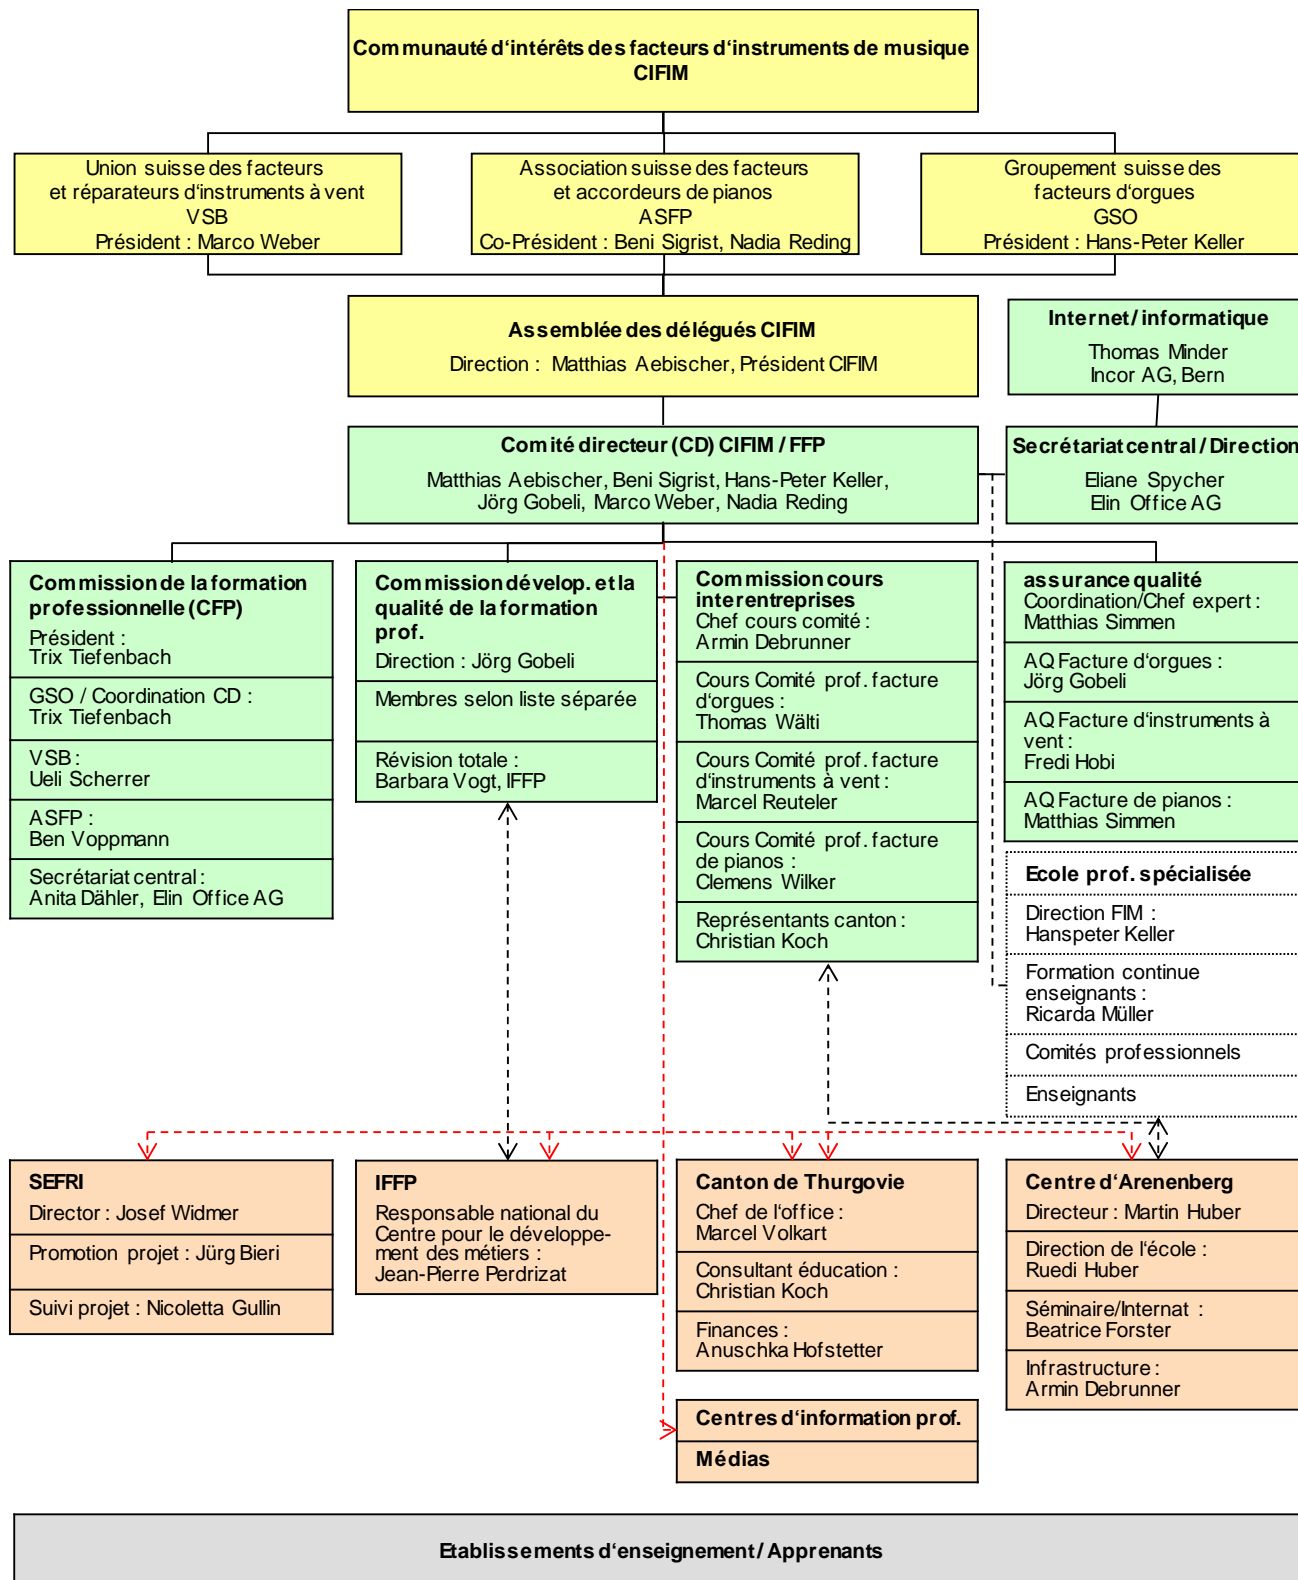 Communauté d‘intérêts des facteurs d‘instruments de musique
CIFIM
Union suisse des facteurs
et réparateurs d‘instruments à vent
VSB
Président : Marco Weber
Association suisse des facteurs
et accordeurs de pianos
ASFP
Co-Président : Beni Sigrist, Nadia Reding
Groupement suisse des
facteurs d‘orgues
GSO
Président : Hans-Peter Keller
Assemblée des délégués CIFIM
Direction : Matthias Aebischer, Président CIFIM
Internet / informatique
Thomas Minder
Incor AG, Bern
Comité directeur (CD) CIFIM / FFP
Matthias Aebischer, Beni Sigrist, Hans-Peter Keller,
Jörg Gobeli, Marco Weber, Nadia Reding
Secrétariat central / Direction
Eliane Spycher
Elin Office AG
Commission de la formation
professionnelle (CFP)
Président :
Trix Tiefenbach
GSO / Coordination CD :
Trix Tiefenbach
VSB :
Ueli Scherrer
ASFP :
Ben Voppmann
Secrétariat central :
Anita Dähler, Elin Office AG
Commission dévelop. et la
qualité de la formation
prof.
Direction : Jörg Gobeli
Membres selon liste séparée
Révision totale :
Barbara Vogt, IFFP
Commission cours
interentreprises
Chef cours comité :
Armin Debrunner
Cours Comité prof. facture
d‘orgues :
Thomas Wälti
Cours Comité prof. facture
d‘instruments à vent :
Marcel Reuteler
Cours Comité prof. facture
de pianos :
Clemens Wilker
Représentants canton :
Christian Koch
assurance qualité
Coordination/Chef expert :
Matthias Simmen
AQ Facture d‘orgues :
Jörg Gobeli
AQ Facture d‘instruments à
vent :
Fredi Hobi
AQ Facture de pianos :
Matthias Simmen
Ecole prof. spécialisée
Direction FIM :
Hanspeter Keller
Formation continue
enseignants :
Ricarda Müller
Comités professionnels
Enseignants
SEFRI
Director : Josef Widmer
Promotion projet : Jürg Bieri
Suivi projet : Nicoletta Gullin
IFFP
Responsable national du
Centre pour le développe-
ment des métiers :
Jean-Pierre Perdrizat
Canton de Thurgovie
Chef de l‘office :
Marcel Volkart
Consultant éducation :
Christian Koch
Finances :
Anuschka Hofstetter
Centre d‘Arenenberg
Directeur : Martin Huber
Direction de l‘école :
Ruedi Huber
Séminaire/Internat :
Beatrice Forster
Infrastructure :
Armin Debrunner
Centres d‘information prof.
Médias
Etablissements d‘enseignement / Apprenants